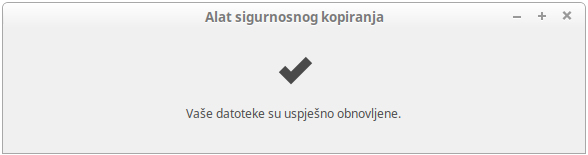 Alat sigurnosnog kopiranja
Vaše datoteke su uspješno obnovljene.